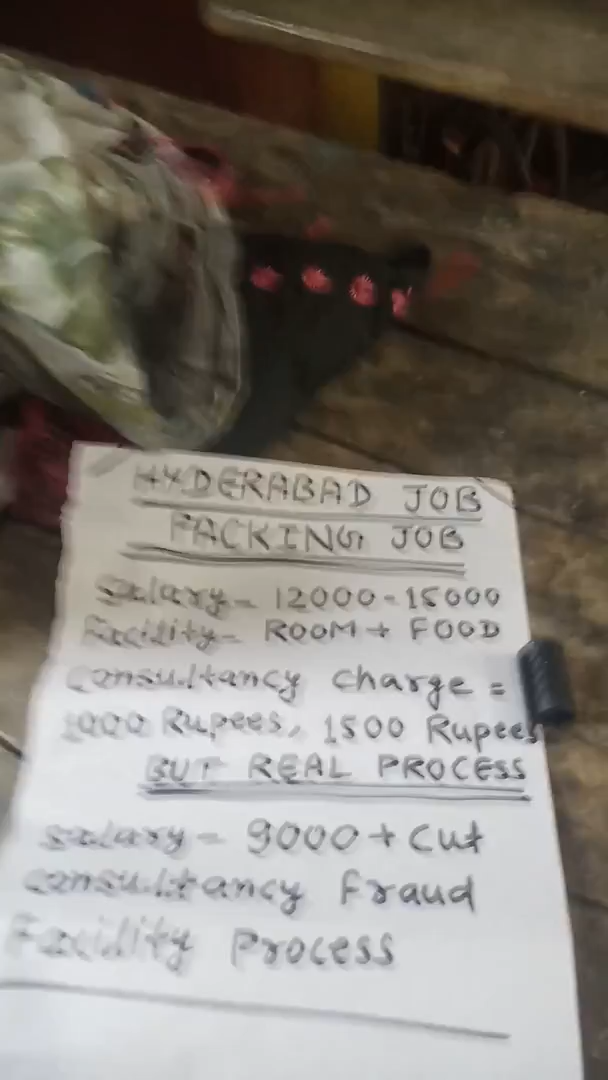 HYDERABAD JOB
PACKING JOB
Salary - 12000 - 15000
Facility - ROOM + FOOD
Consultancy charge =
1000 Rupees, 1500 Rupees
BUT REAL PROCESS
Salary - 9000 + Cut
Consultancy Fraud
Facility Process